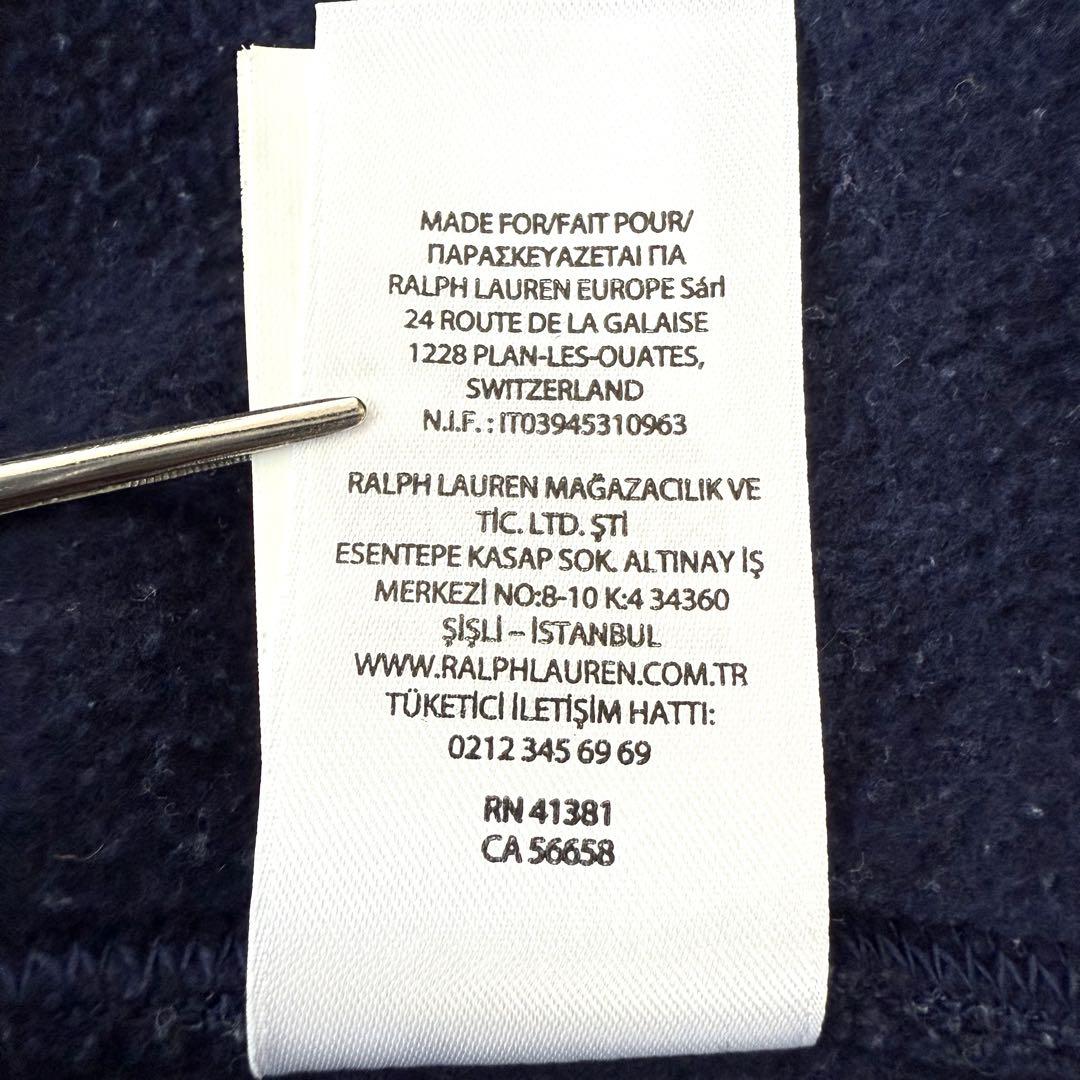 MADE FOR/FAIT POUR/
ΠΑΡΑΣΚΕΥΑΖΕΤΑΙ ΓΙΑ
RALPH LAUREN EUROPE Sárl
24 ROUTE DE LA GALAISE
1228 PLAN-LES-OUATES,
SWITZERLAND
N.I.F. : IT03945310963
RALPH LAUREN MAĞAZACILIK VE
TİC. LTD. ŞTİ
ESENTEPE KASAP SOK. ALTINAY İŞ
MERKEZİ NO:8-10 K:4 34360
ŞİŞLİ – İSTANBUL
WWW.RALPHLAUREN.COM.TR
TÜKETİCİ İLETİŞİM HATTI:
0212 345 69 69
RN 41381
CA 56658